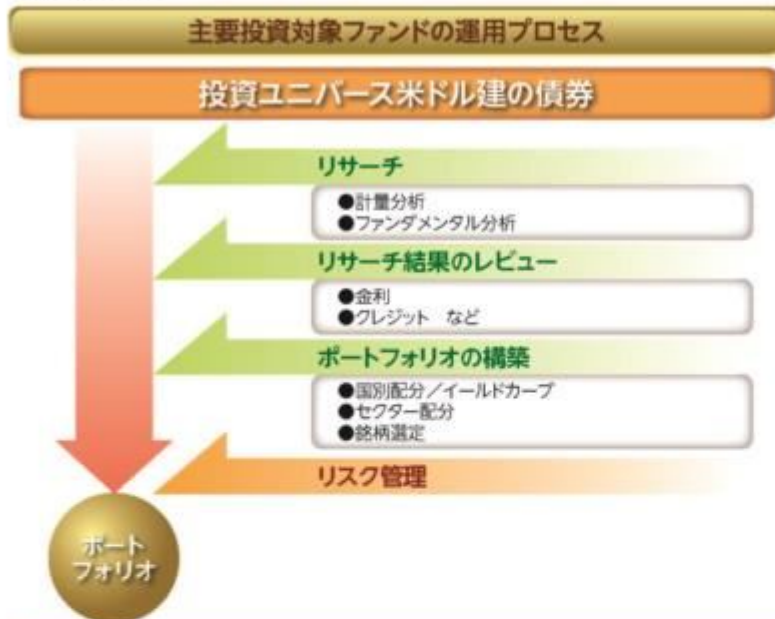 主要投資対象ファンドの運用プロセス
投資ユニバース米ドル建の債券
リサーチ
●計量分析
●ファンダメンタル分析
リサーチ結果のレビュー
●金利
●クレジット　など
ポートフォリオの構築
●国別配分／イールドカーブ
●セクター配分
●銘柄選定
リスク管理
ポート
フォリオ